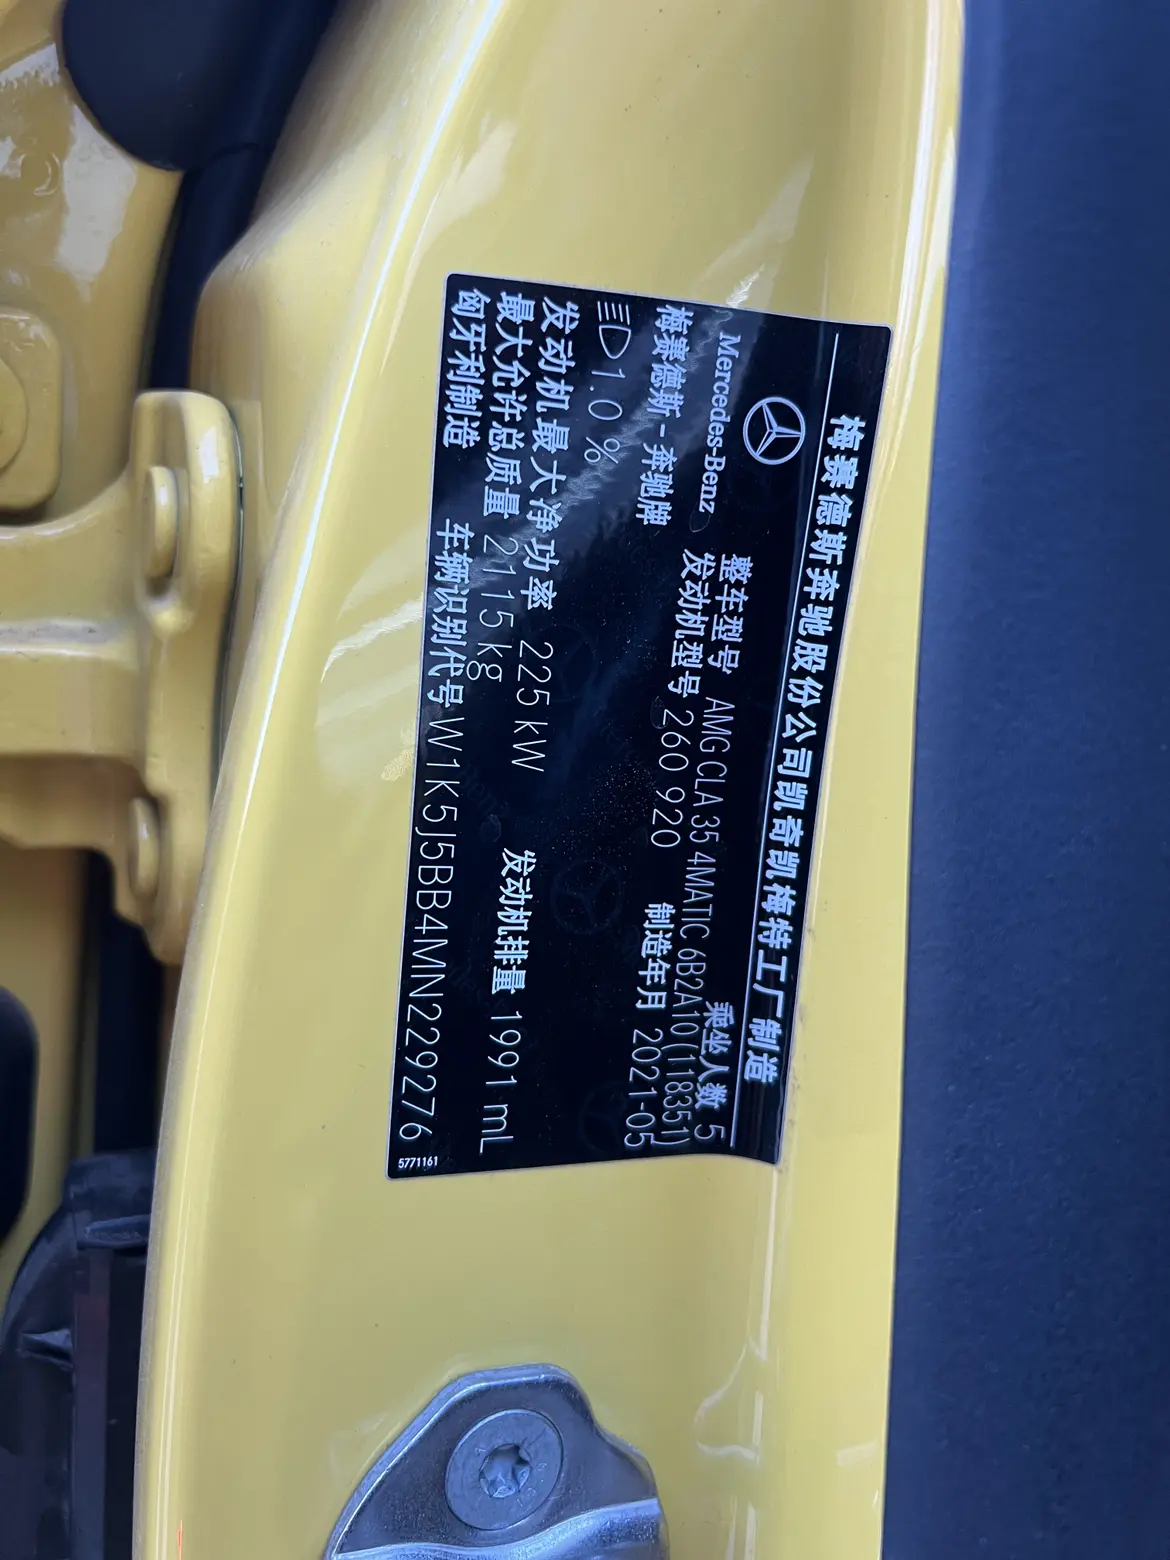 梅赛德斯奔驰股份公司凯奇凯梅特工厂制造
Mercedes-Benz
梅赛德斯-奔驰牌
乘坐人数 5
整车型号 AMG CLA 35 4MATIC 6B2A10(118351)
发动机型号 260 920 制造年月 2021-05
1.0 %
发动机最大净功率 225 kW 发动机排量 1991 mL
最大允许总质量 2115 kg
匈牙利制造 车辆识别代号 W1K5J5BB4MN229276
5771161